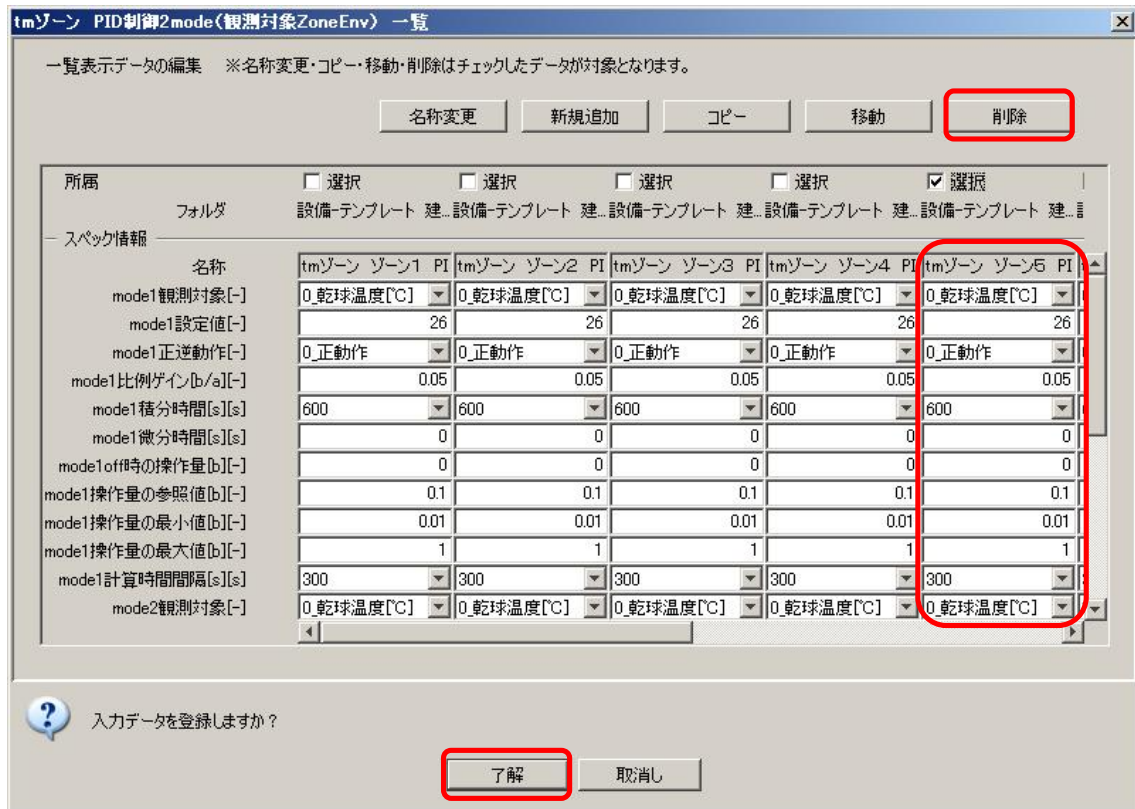 tmゾーン PID制御2mode(観測対象ZoneEnv) 一覧
一覧表示データの編集 ※名称変更・コピー・移動・削除はチェックしたデータが対象となります。
名称変更 新規追加 コピー 移動 削除
所属 選択 選択 選択 選択 選択
フォルダ 設備-テンプレート 建... 設備-テンプレート 建... 設備-テンプレート 建... 設備-テンプレート 建... 設備-テンプレート 建...
スペック情報
名称 tmゾーン ゾーン1 PI tmゾーン ゾーン2 PI tmゾーン ゾーン3 PI tmゾーン ゾーン4 PI tmゾーン ゾーン5 PI
mode1観測対象[-] 0_乾球温度[℃] 0_乾球温度[℃] 0_乾球温度[℃] 0_乾球温度[℃] 0_乾球温度[℃]
mode1設定値[-] 26 26 26 26 26
mode1正逆動作[-] 0_正動作 0_正動作 0_正動作 0_正動作 0_正動作
mode1比例ゲイン[b/a][-] 0.05 0.05 0.05 0.05 0.05
mode1積分時間[s][s] 600 600 600 600 600
mode1微分時間[s][s] 0 0 0 0 0
mode1off時の操作量[b][-] 0 0 0 0 0
mode1操作量の参照値[b][-] 0.1 0.1 0.1 0.1 0.1
mode1操作量の最小値[b][-] 0.01 0.01 0.01 0.01 0.01
mode1操作量の最大値[b][-] 1 1 1 1 1
mode1計算時間間隔[s][s] 300 300 300 300 300
mode2観測対象[-] 0_乾球温度[℃] 0_乾球温度[℃] 0_乾球温度[℃] 0_乾球温度[℃] 0_乾球温度[℃]
入力データを登録しますか?
了解 取消し